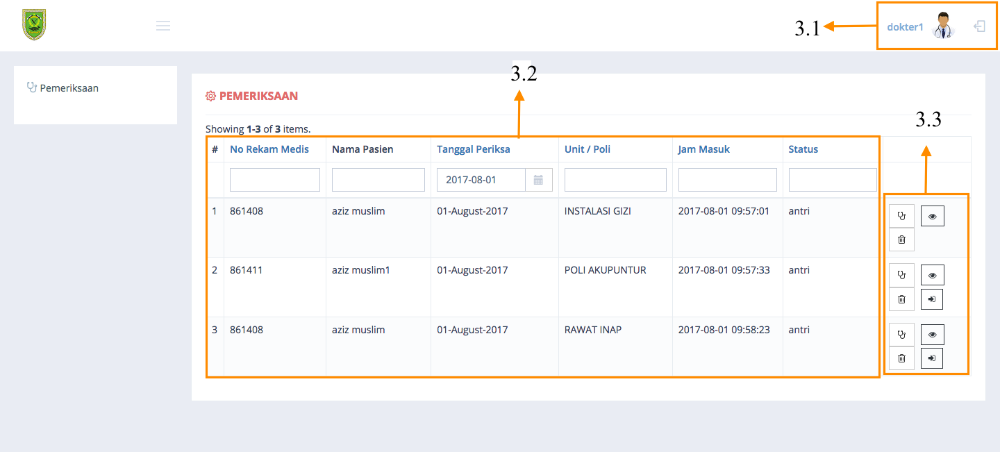 3.1
dokter1
Pemeriksaan
3.2
PEMERIKSAAN
3.3
Showing 1-3 of 3 items.
# No Rekam Medis Nama Pasien Tanggal Periksa Unit / Poli Jam Masuk Status
2017-08-01
1 861408 aziz muslim 01-August-2017 INSTALASI GIZI 2017-08-01 09:57:01 antri
2 861411 aziz muslim1 01-August-2017 POLI AKUPUNTUR 2017-08-01 09:57:33 antri
3 861408 aziz muslim 01-August-2017 RAWAT INAP 2017-08-01 09:58:23 antri